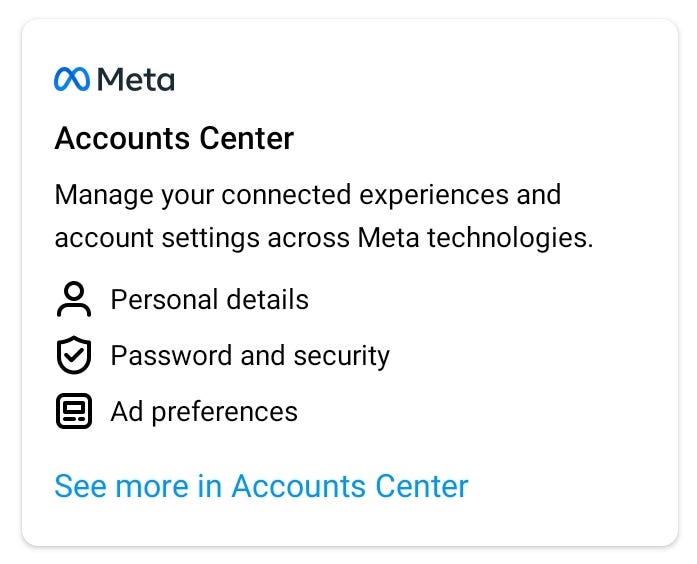 Meta
Accounts Center
Manage your connected experiences and
account settings across Meta technologies.
Personal details
Password and security
Ad preferences
See more in Accounts Center